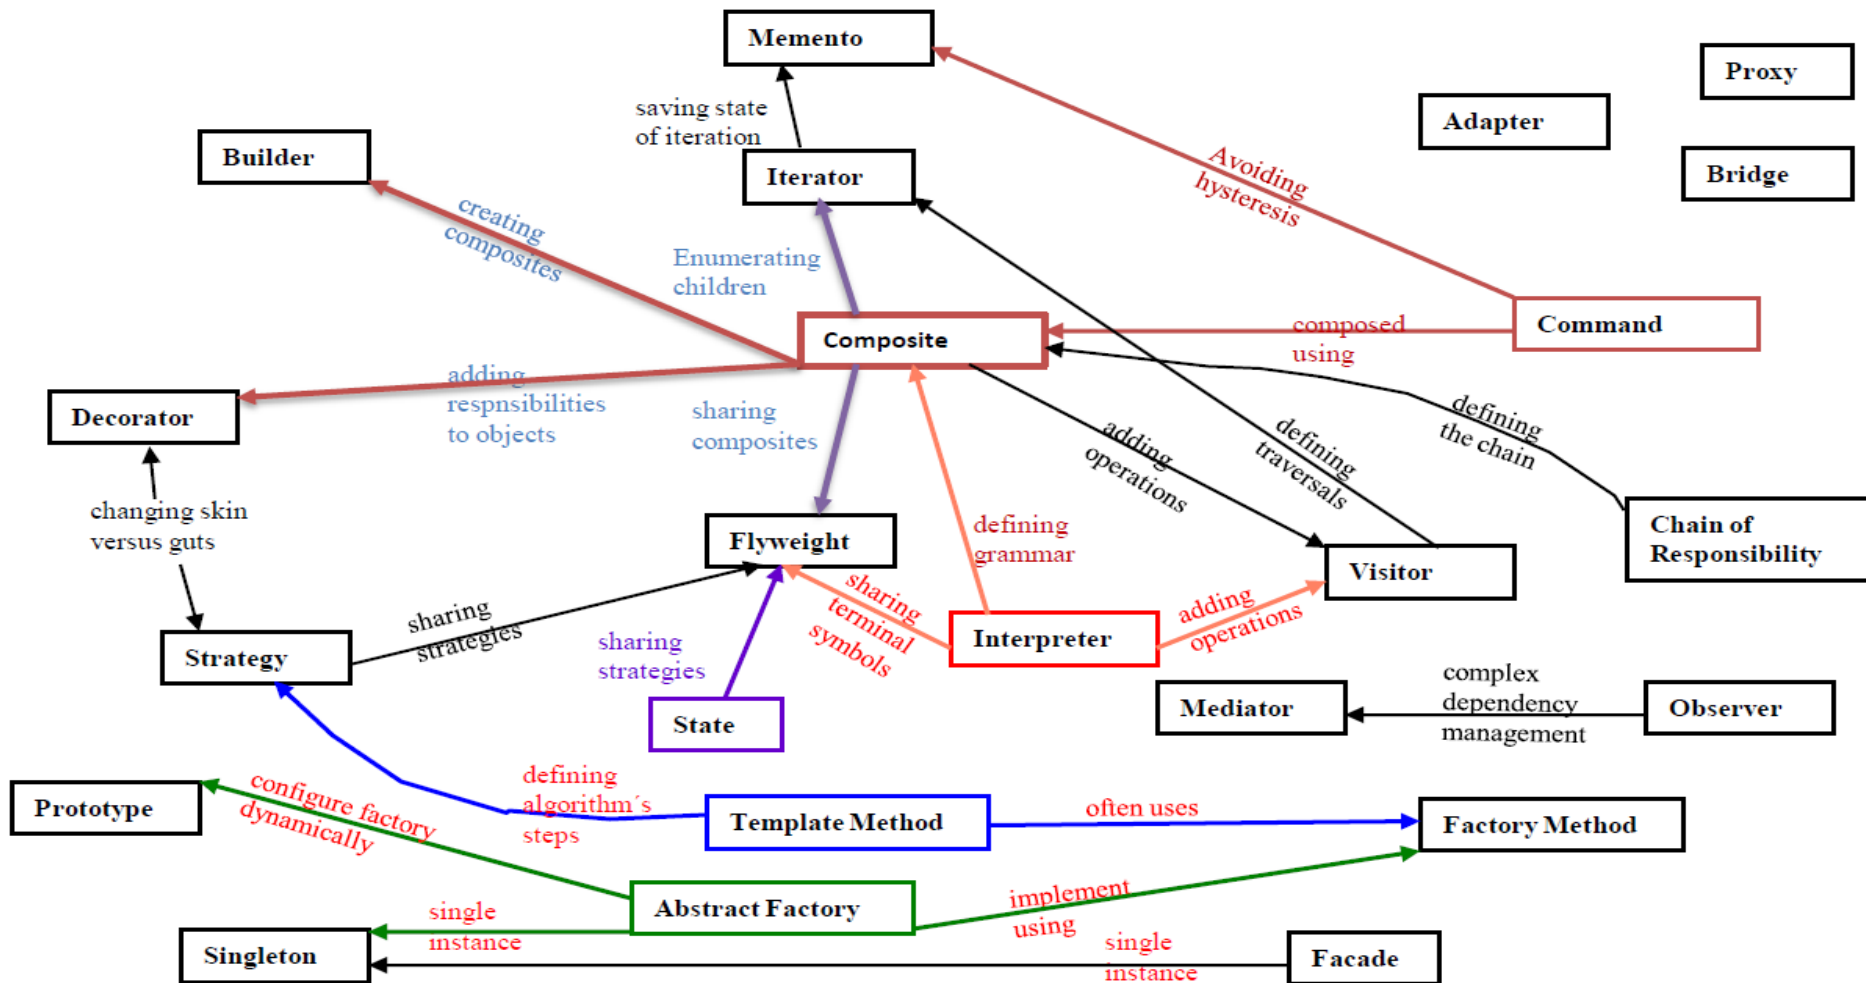 Memento
Proxy
Adapter
saving state
of iteration
Builder
Iterator
Avoiding
hysteresis
Bridge
creating
composites
Enumerating
children
Composite
composed
using
Command
Decorator
adding
respnsibilities
to objects
sharing
composites
adding
operations
defining
traversals
defining
the chain
changing skin
versus guts
Flyweight
defining
grammar
Visitor
Chain of
Responsibility
Strategy
sharing
strategies
sharing
strategies
sharing
terminal
symbols
Interpreter
adding
operations
State
Mediator
complex
dependency
management
Observer
Prototype
configure factory
dynamically
defining
algorithm´s
steps
Template Method
often uses
Factory Method
Abstract Factory
implement
using
single
instance
Singleton
single
instance
Facade